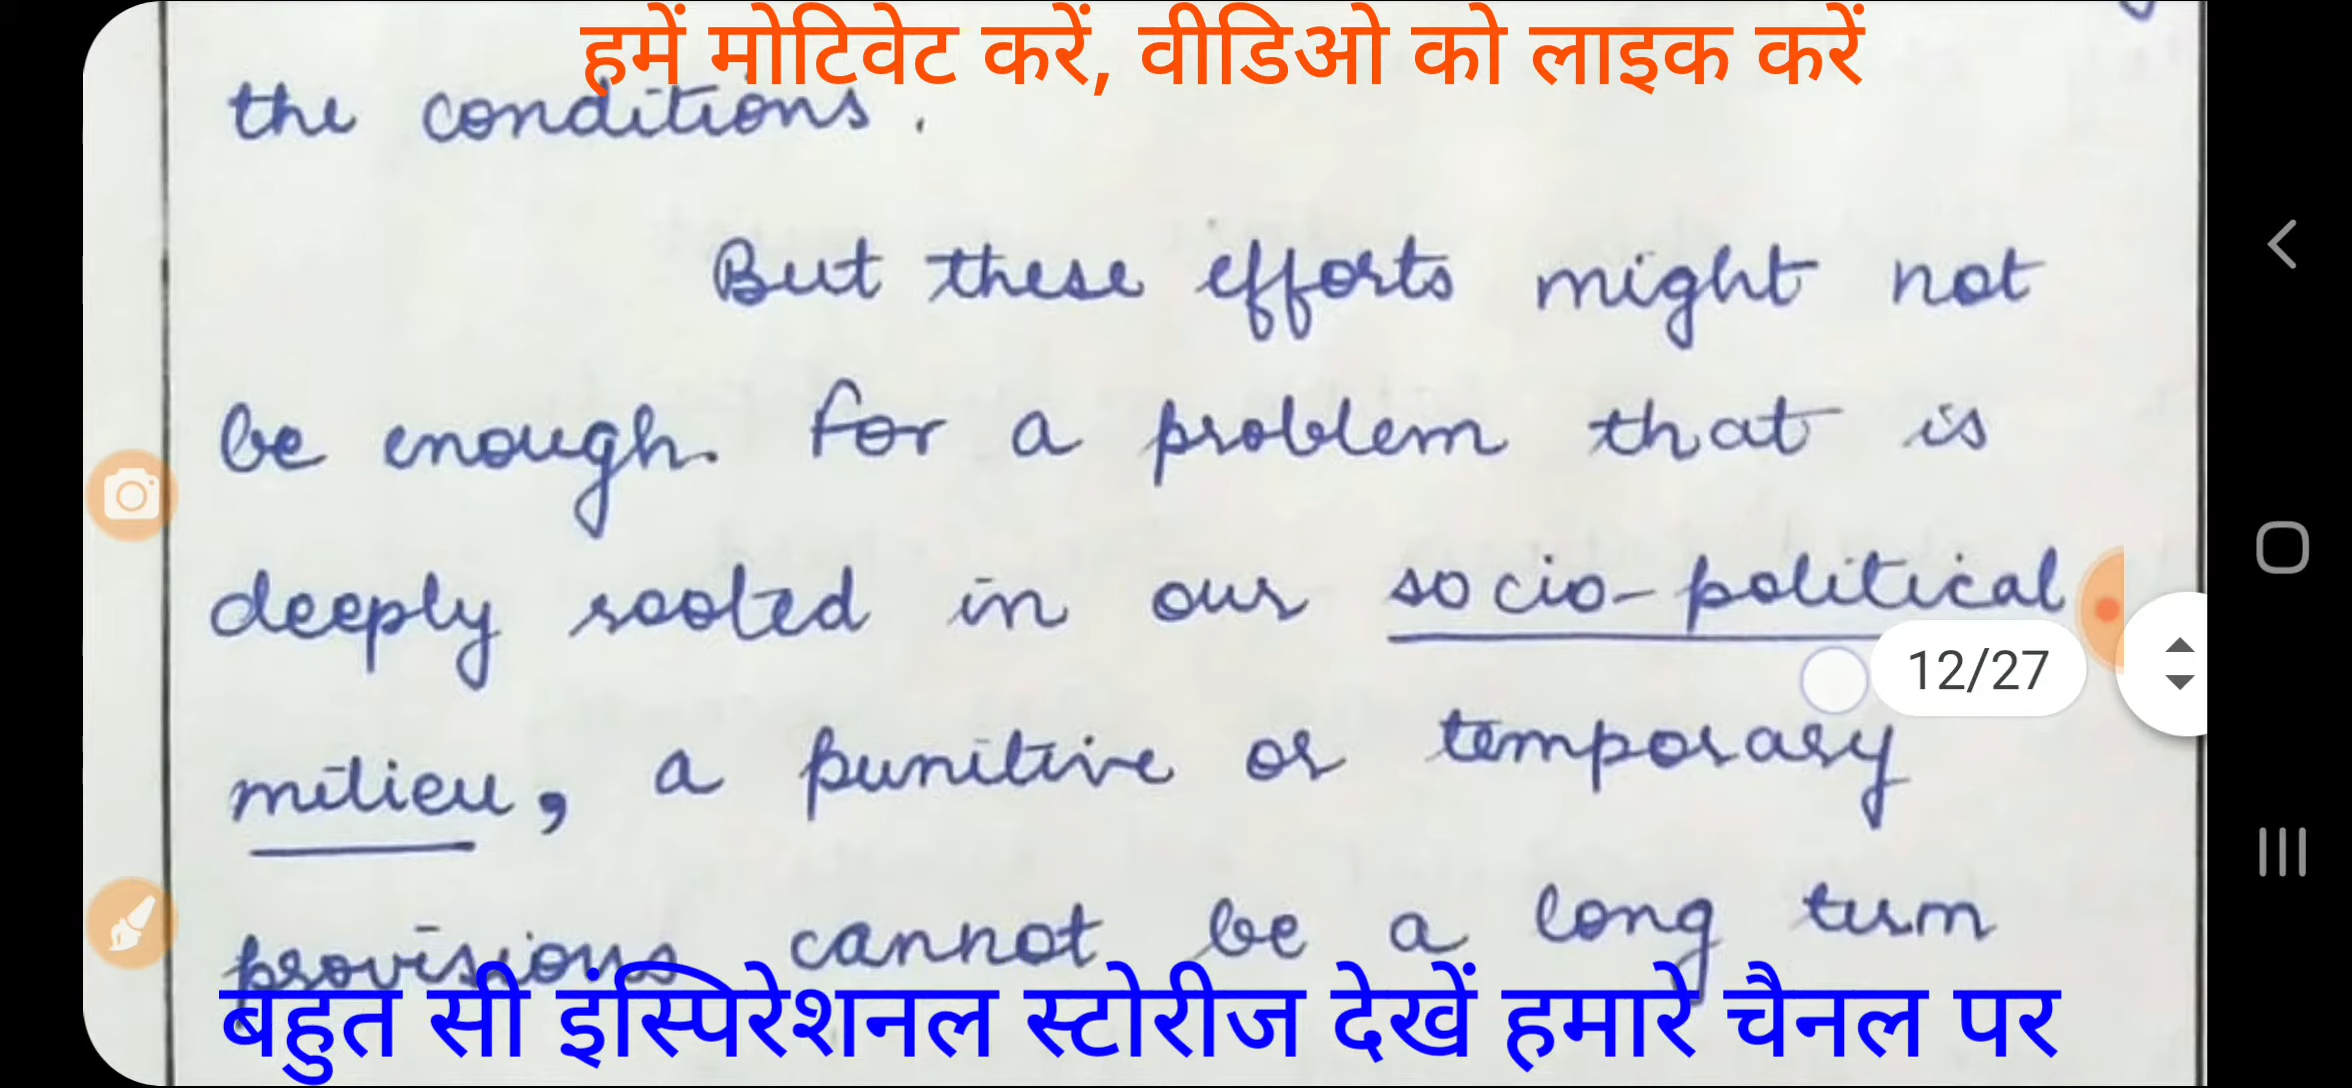 हमें मोटिवेट करें, वीडिओ को लाइक करें
the conditions.
But these efforts might not
be enough. For a problem that is
deeply rooted in our socio-political
12/27
milieu, a punitive or temporary
provisions cannot be a long term
बहुत सी इंस्पिरेशनल स्टोरीज देखें हमारे चैनल पर